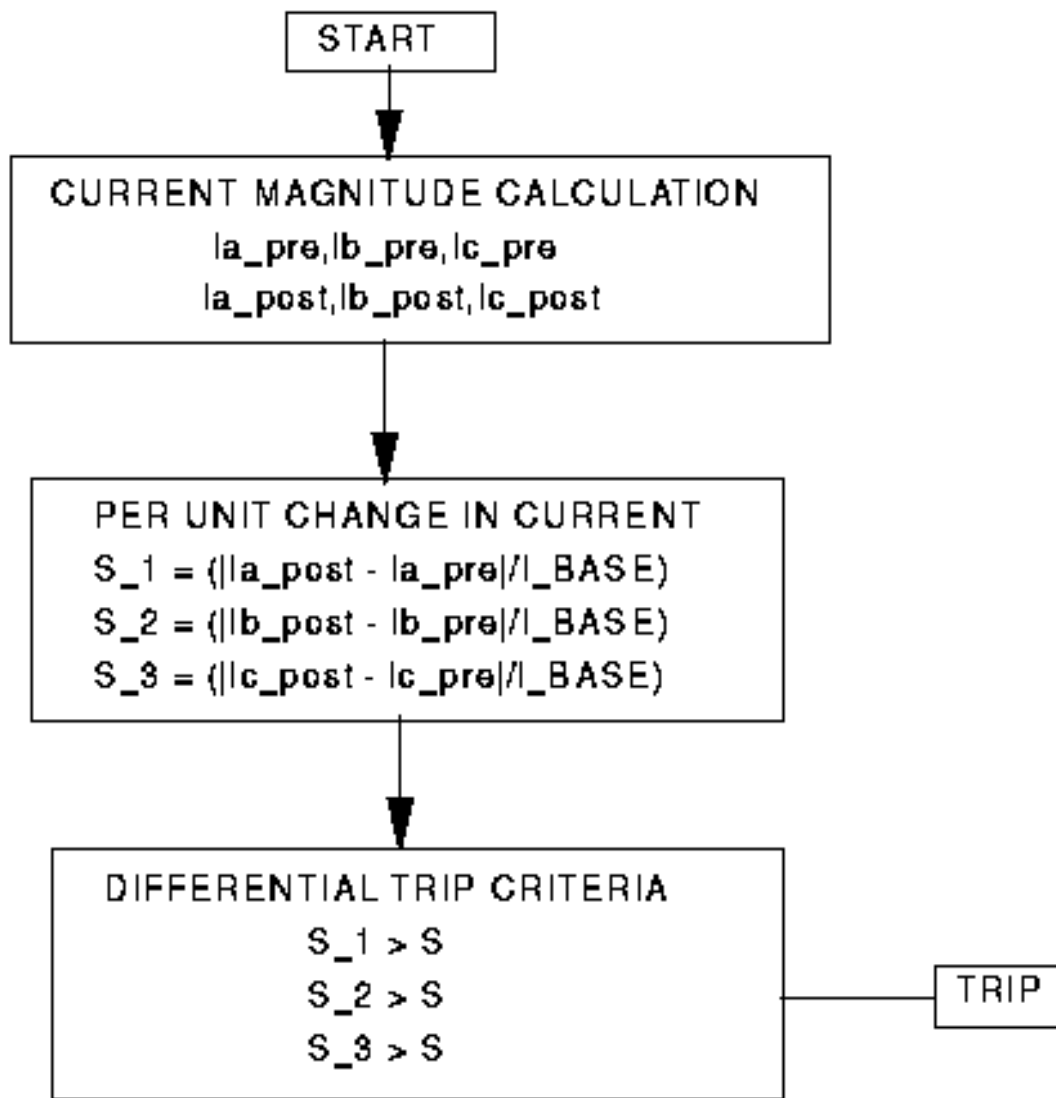 START
CURRENT MAGNITUDE CALCULATION
Ia_pre,Ib_pre,Ic_pre
Ia_post,Ib_post,Ic_post
PER UNIT CHANGE IN CURRENT
S_1 = (|Ia_post - Ia_pre|/I_BASE)
S_2 = (|Ib_post - Ib_pre|/I_BASE)
S_3 = (|Ic_post - Ic_pre|/I_BASE)
DIFFERENTIAL TRIP CRITERIA
S_1 > S
S_2 > S
S_3 > S
TRIP